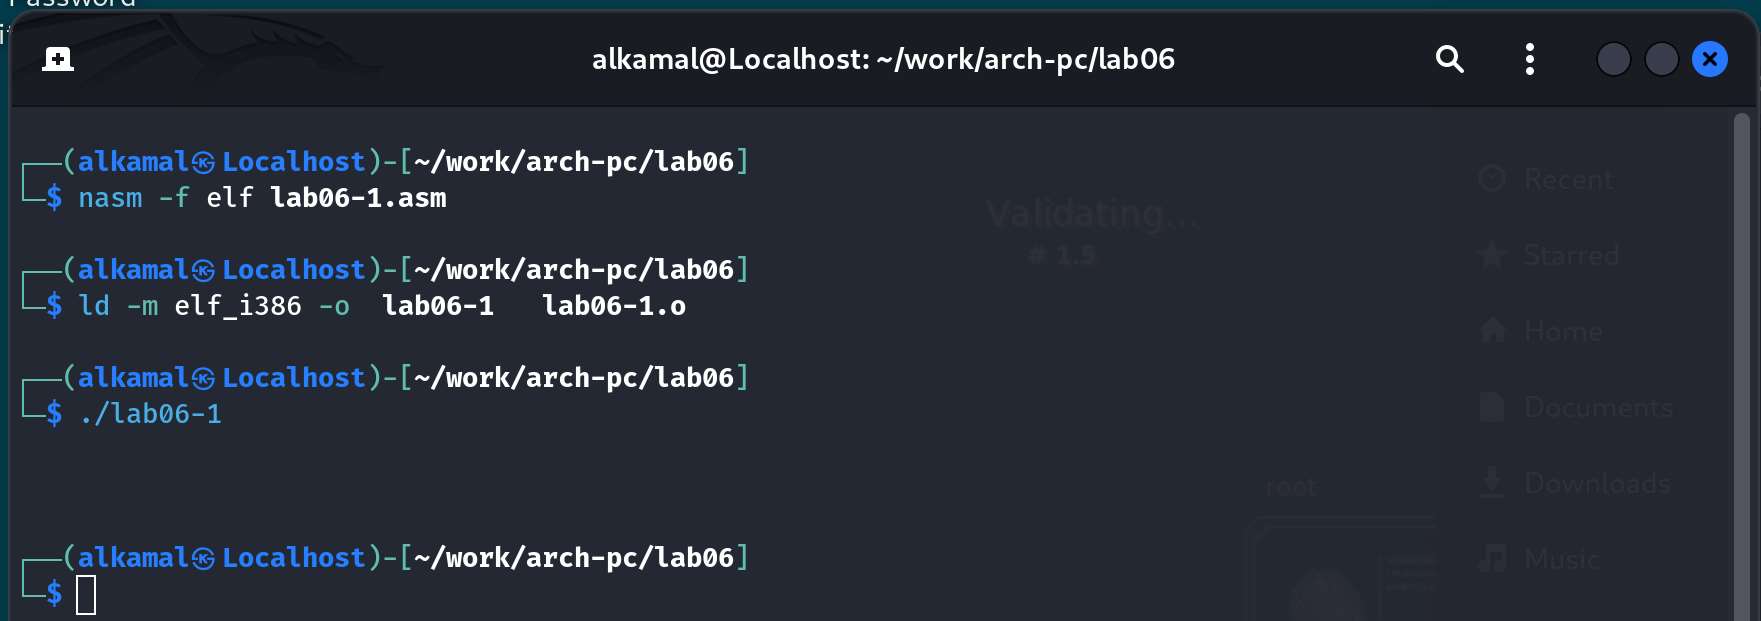 Password
alkamal@Localhost: ~/work/arch-pc/lab06
┌──(alkamal㉿Localhost)-[~/work/arch-pc/lab06]
└─$ nasm -f elf lab06-1.asm
┌──(alkamal㉿Localhost)-[~/work/arch-pc/lab06]
└─$ ld -m elf_i386 -o  lab06-1   lab06-1.o
┌──(alkamal㉿Localhost)-[~/work/arch-pc/lab06]
└─$ ./lab06-1
┌──(alkamal㉿Localhost)-[~/work/arch-pc/lab06]
└─$
Validating...
# 1.5
root
Recent
Starred
Home
Documents
Downloads
Music